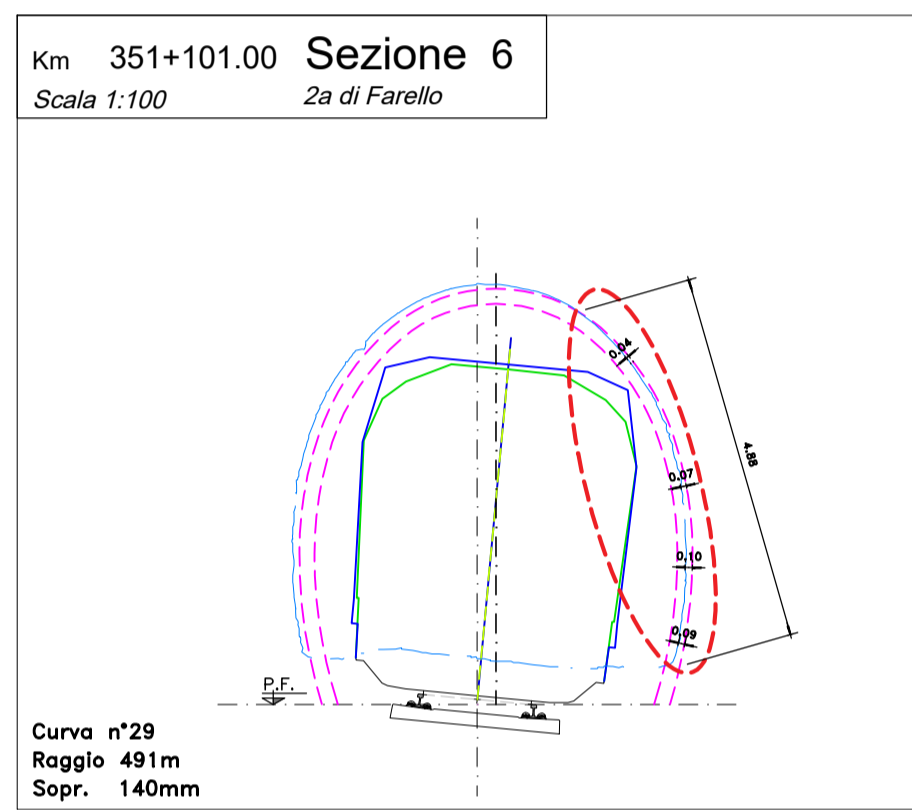 Km 351+101.00 Sezione 6
Scala 1:100 2a di Farello
0.04
4.88
0.07
0.10
0.09
P.F.
Curva n°29
Raggio 491m
Sopr. 140mm